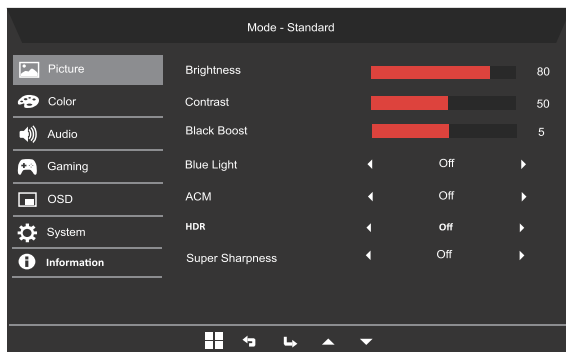 Mode - Standard
Picture
Color
Audio
Gaming
OSD
System
Information
Brightness 80
Contrast 50
Black Boost 5
Blue Light Off
ACM Off
HDR Off
Super Sharpness Off